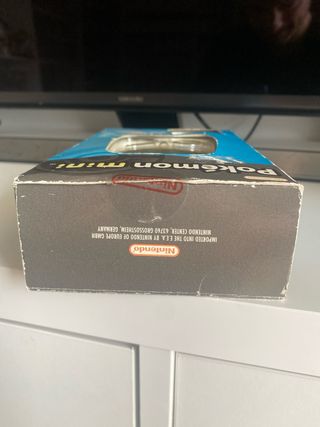 Pokémon mini
Nintendo
Nintendo
IMPORTED INTO THE E.E.A. BY NINTENDO OF EUROPE GMBH
NINTENDO CENTER, 63760 GROSSOSTHEIM, GERMANY